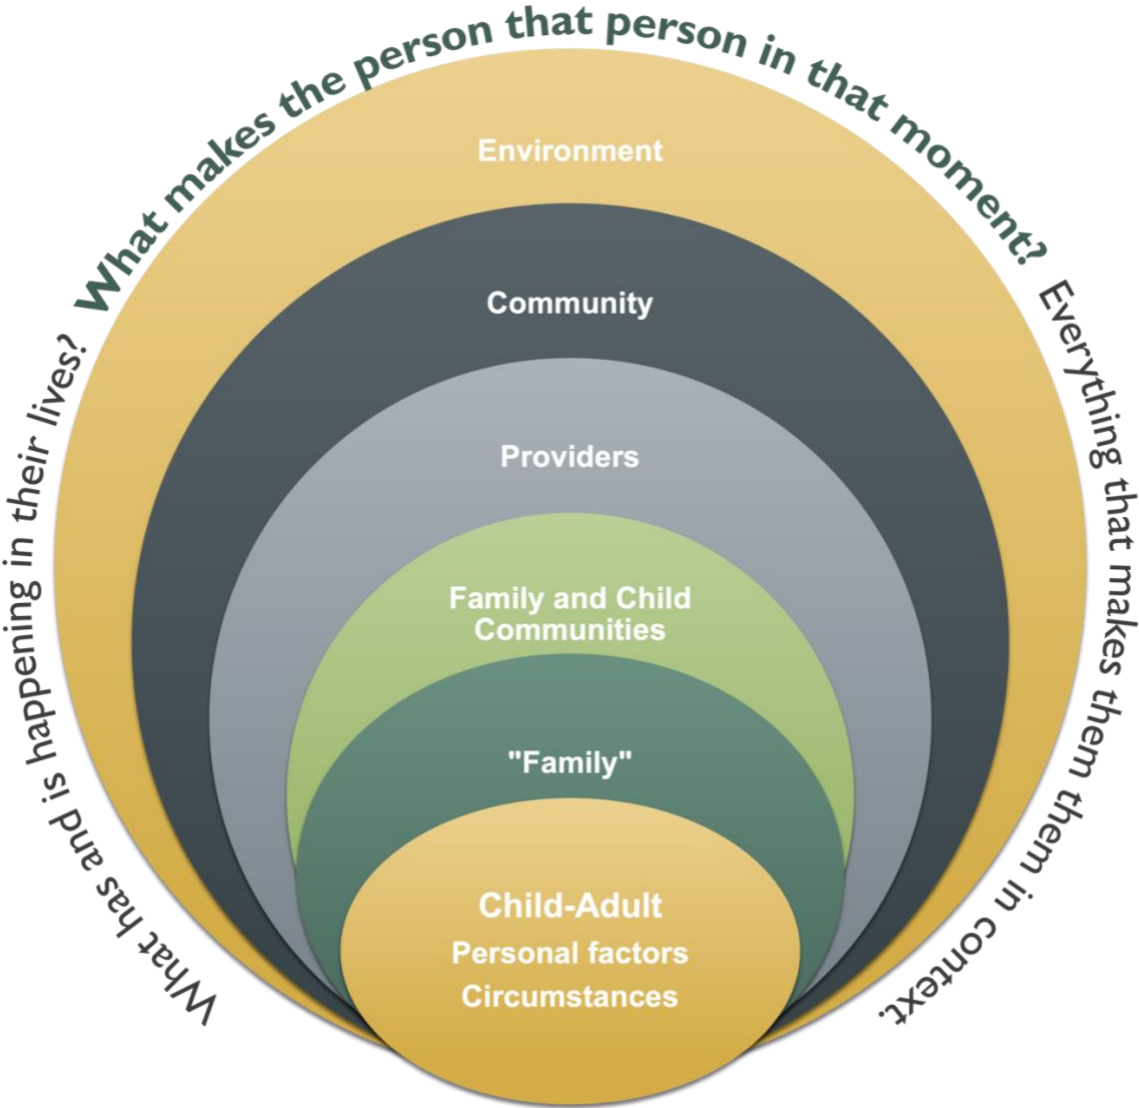 What has and is happening in their lives?
What makes the person that person in that moment?
Everything that makes them them in context.
Environment
Community
Providers
Family and Child
Communities
"Family"
Child-Adult
Personal factors
Circumstances